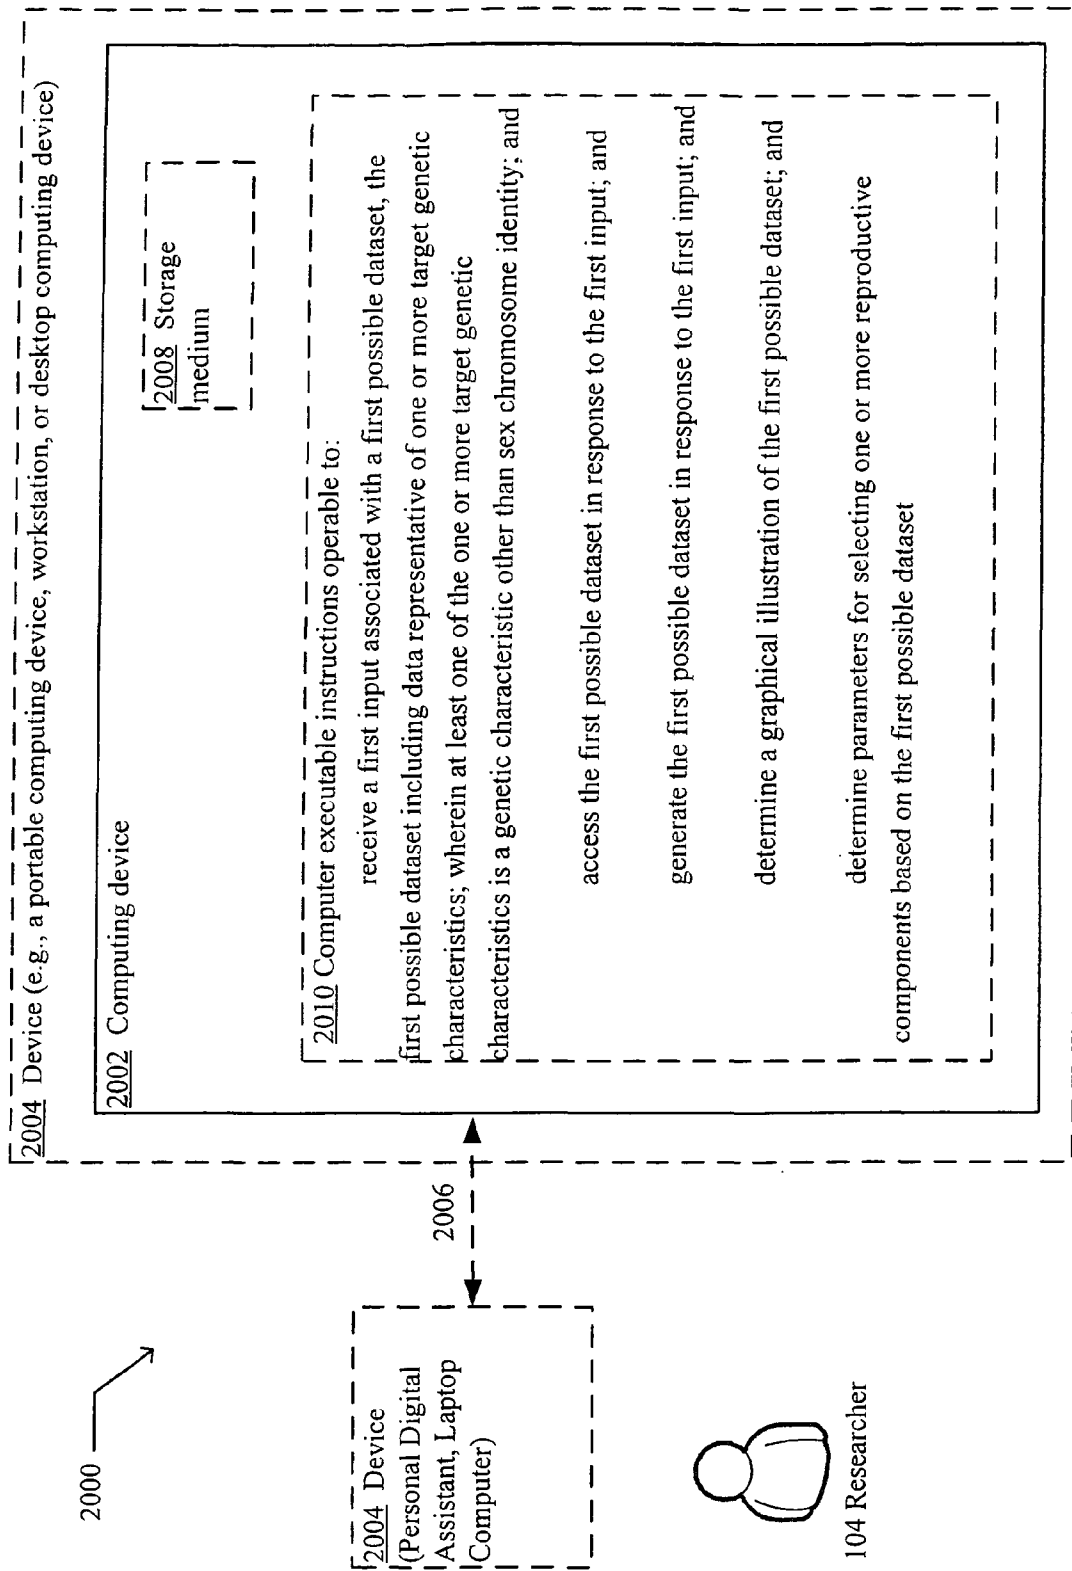 2000
2004 Device (e.g., a portable computing device, workstation, or desktop computing device)
2002 Computing device
2008 Storage
medium
2010 Computer executable instructions operable to:
receive a first input associated with a first possible dataset, the
first possible dataset including data representative of one or more target genetic
characteristics; wherein at least one of the one or more target genetic
characteristics is a genetic characteristic other than sex chromosome identity; and
access the first possible dataset in response to the first input; and
generate the first possible dataset in response to the first input; and
determine a graphical illustration of the first possible dataset; and
determine parameters for selecting one or more reproductive
components based on the first possible dataset
2006
2004 Device
(Personal Digital
Assistant, Laptop
Computer)
104 Researcher